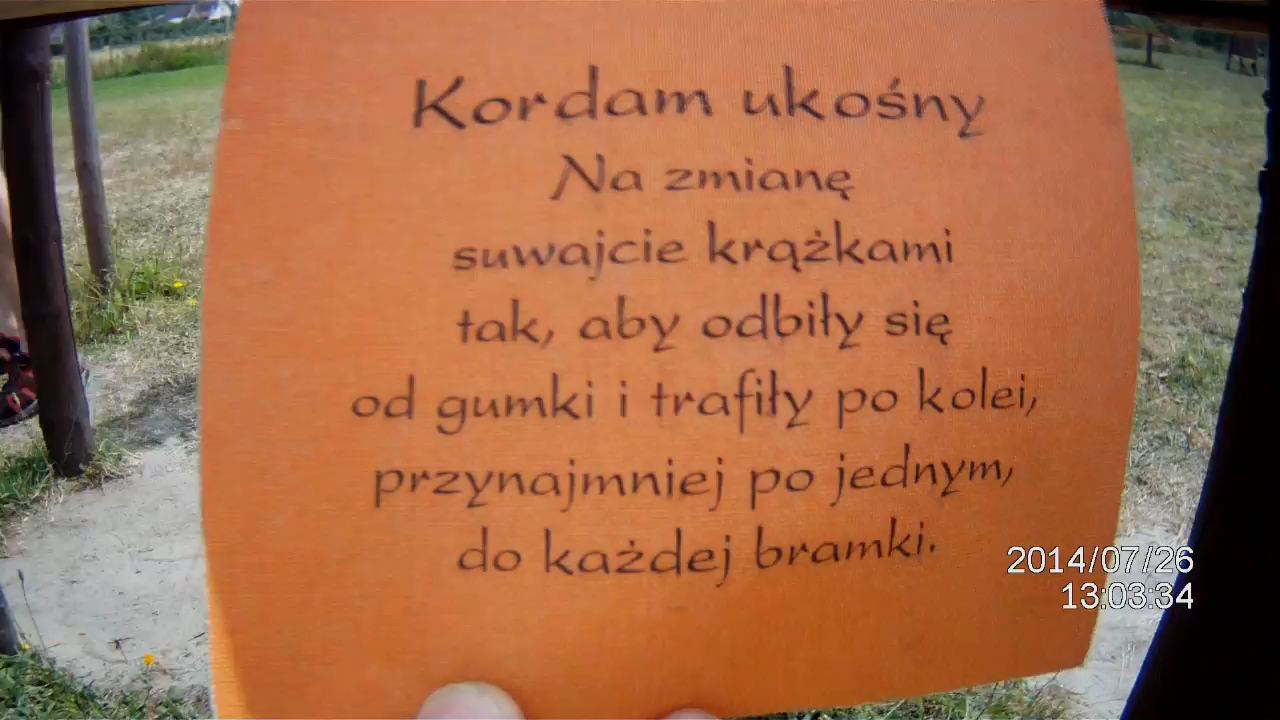 Kordam ukośny
Na zmianę
suwajcie krążkami
tak, aby odbiły się
od gumki i trafiły po kolei,
przynajmniej po jednym,
do każdej bramki.
2014/07/26
13:03:34